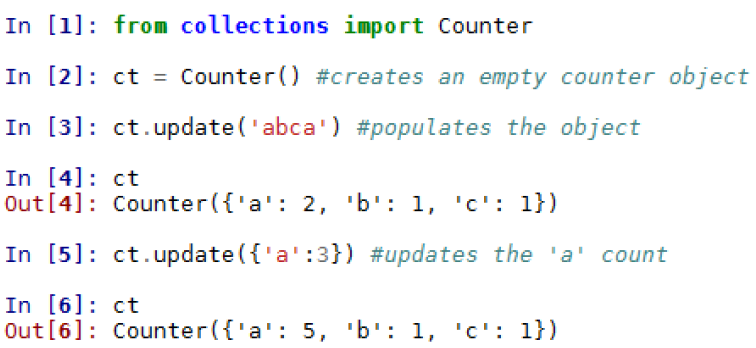 In [1]: from collections import Counter
In [2]: ct = Counter() #creates an empty counter object
In [3]: ct.update('abca') #populates the object
In [4]: ct
Out[4]: Counter({'a': 2, 'b': 1, 'c': 1})
In [5]: ct.update({'a':3}) #updates the 'a' count
In [6]: ct
Out[6]: Counter({'a': 5, 'b': 1, 'c': 1})